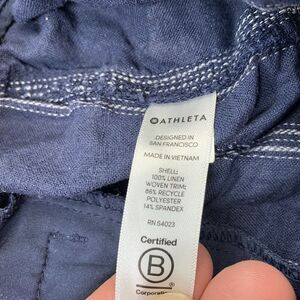 ATHLETA
DESIGNED IN
SAN FRANCISCO
MADE IN VIETNAM
SHELL:
100% LINEN
WOVEN TRIM:
86% RECYCLE
POLYESTER
14% SPANDEX
RN 54023
Certified
B
Corporation